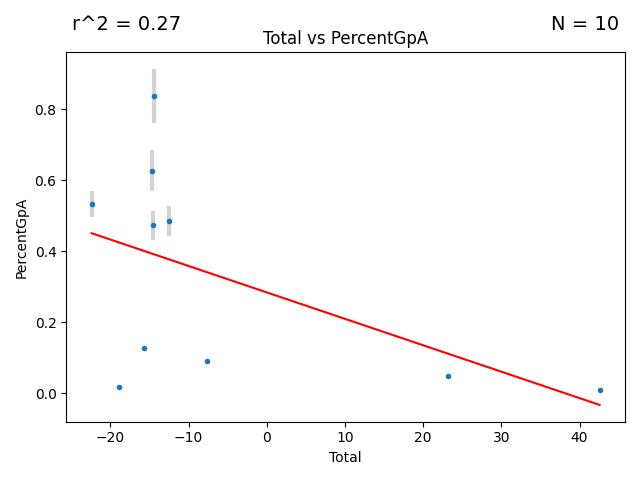 r^2 = 0.27
N = 10
Total vs PercentGpA
PercentGpA
0.8
0.6
0.4
0.2
0.0
−20
−10
0
10
20
30
40
Total